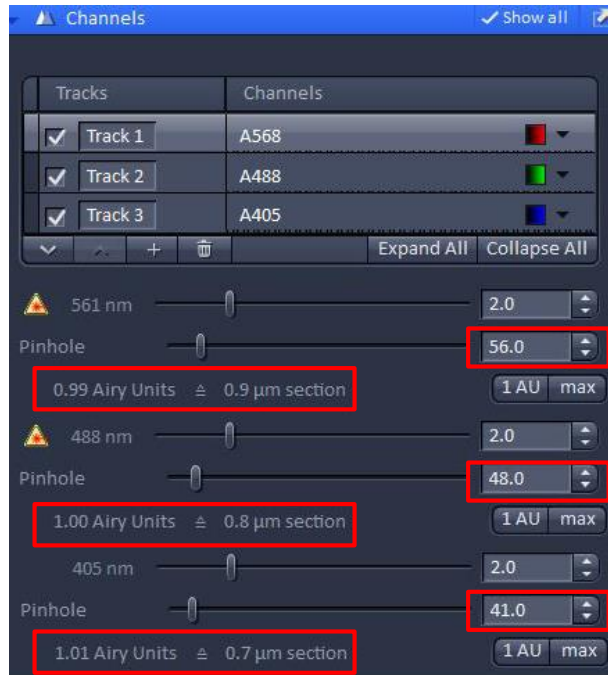 Channels ✓ Show all
Tracks Channels
Track 1 A568
Track 2 A488
Track 3 A405
+ Expand All Collapse All
561 nm 2.0
Pinhole 56.0
0.99 Airy Units ≙ 0.9 µm section 1 AU max
488 nm 2.0
Pinhole 48.0
1.00 Airy Units ≙ 0.8 µm section 1 AU max
405 nm 2.0
Pinhole 41.0
1.01 Airy Units ≙ 0.7 µm section 1 AU max